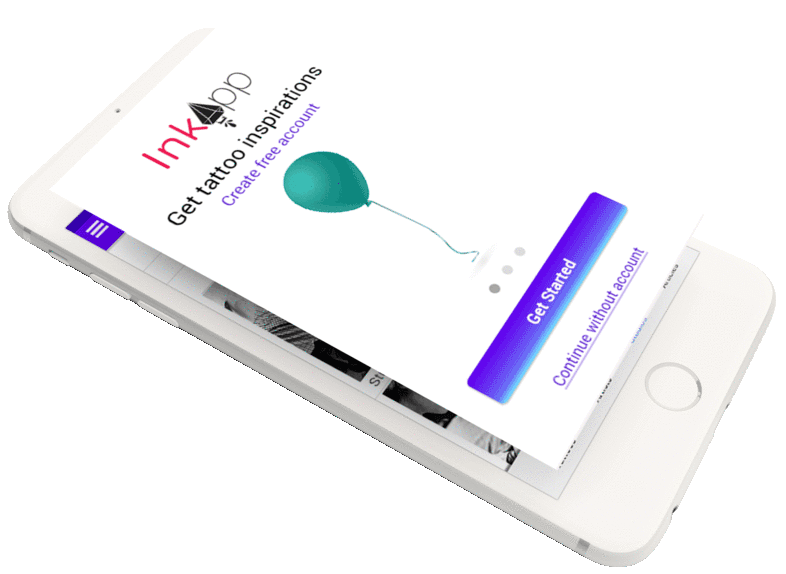 InkApp
Get tattoo inspirations
Create free account
Get Started
Continue without account